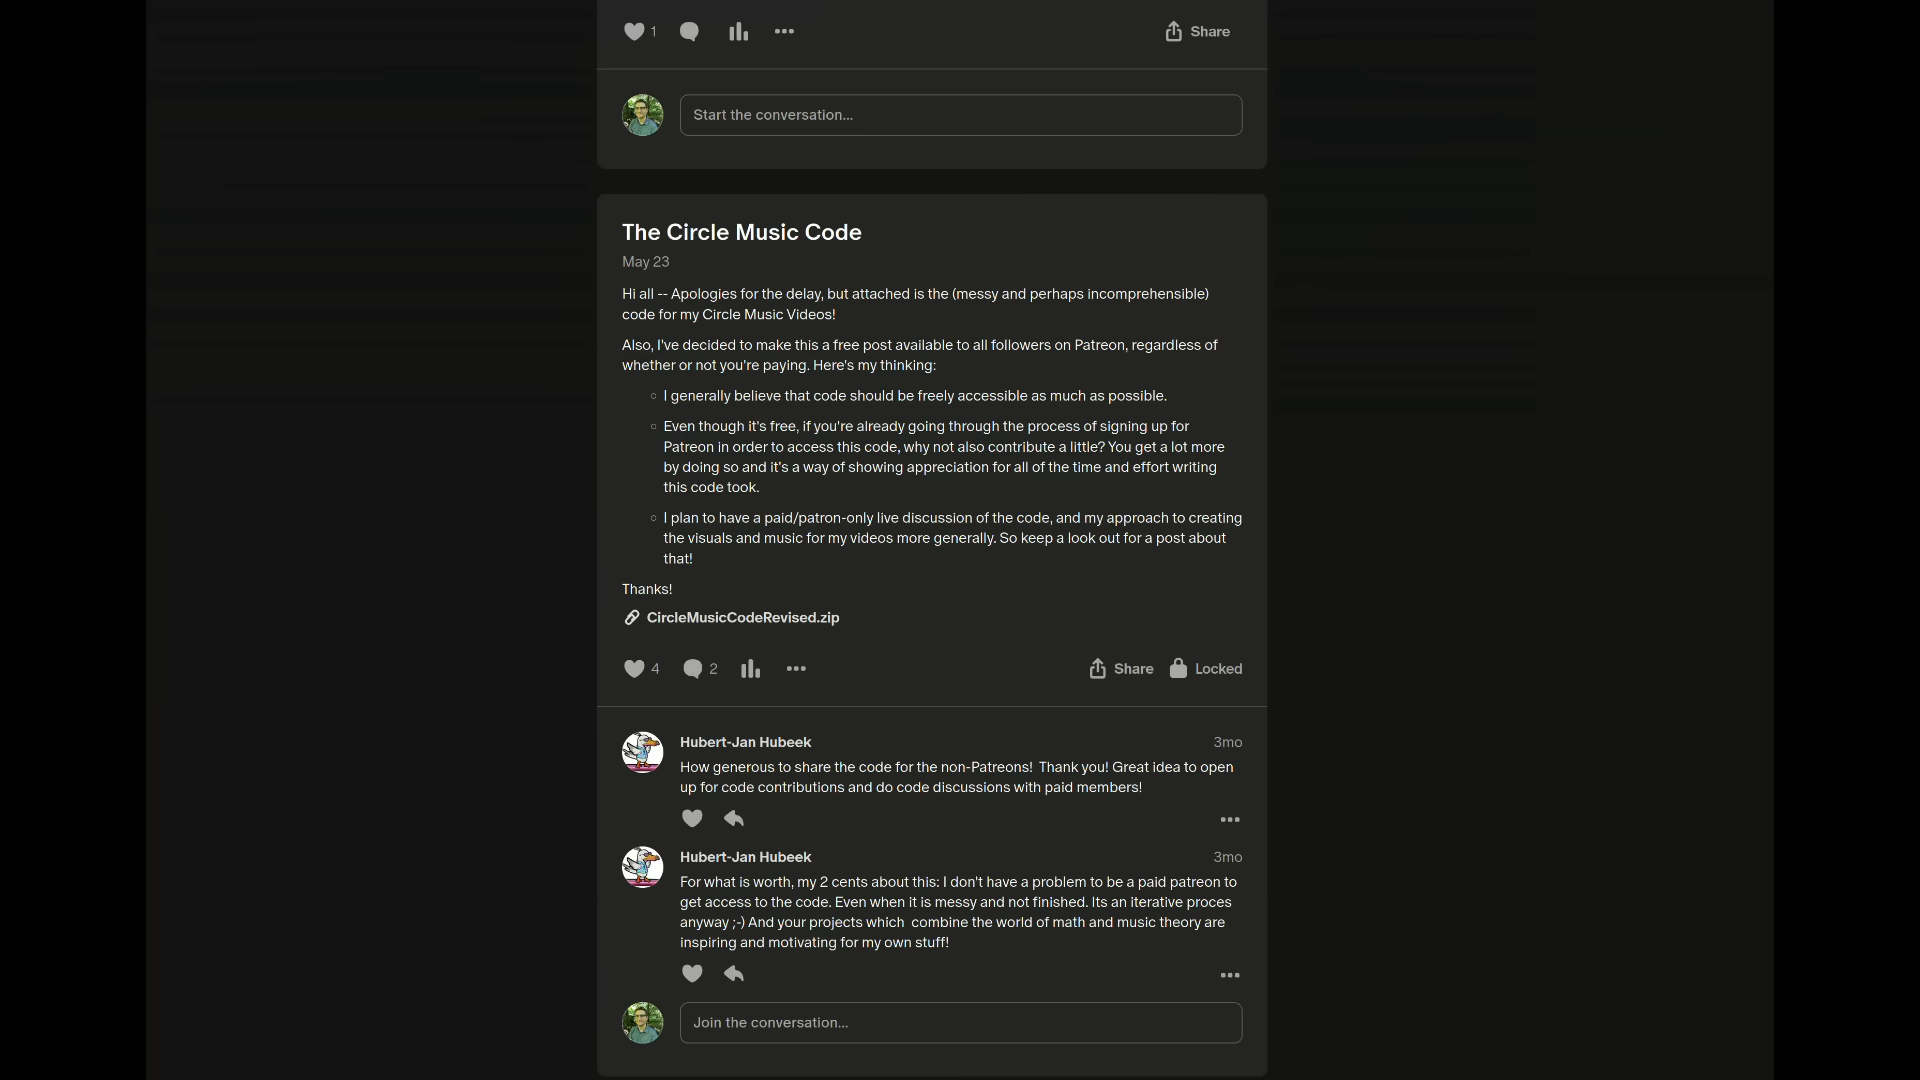 1
Share
Start the conversation...
The Circle Music Code
May 23
Hi all -- Apologies for the delay, but attached is the (messy and perhaps incomprehensible)
code for my Circle Music Videos!
Also, I've decided to make this a free post available to all followers on Patreon, regardless of
whether or not you're paying. Here's my thinking:
I generally believe that code should be freely accessible as much as possible.
Even though it's free, if you're already going through the process of signing up for
Patreon in order to access this code, why not also contribute a little? You get a lot more
by doing so and it's a way of showing appreciation for all of the time and effort writing
this code took.
I plan to have a paid/patron-only live discussion of the code, and my approach to creating
the visuals and music for my videos more generally. So keep a look out for a post about
that!
Thanks!
CircleMusicCodeRevised.zip
4
2
Share
Locked
Hubert-Jan Hubeek
3mo
How generous to share the code for the non-Patreons!  Thank you! Great idea to open
up for code contributions and do code discussions with paid members!
Hubert-Jan Hubeek
3mo
For what is worth, my 2 cents about this: I don't have a problem to be a paid patreon to
get access to the code. Even when it is messy and not finished. Its an iterative proces
anyway ;-) And your projects which  combine the world of math and music theory are
inspiring and motivating for my own stuff!
Join the conversation...